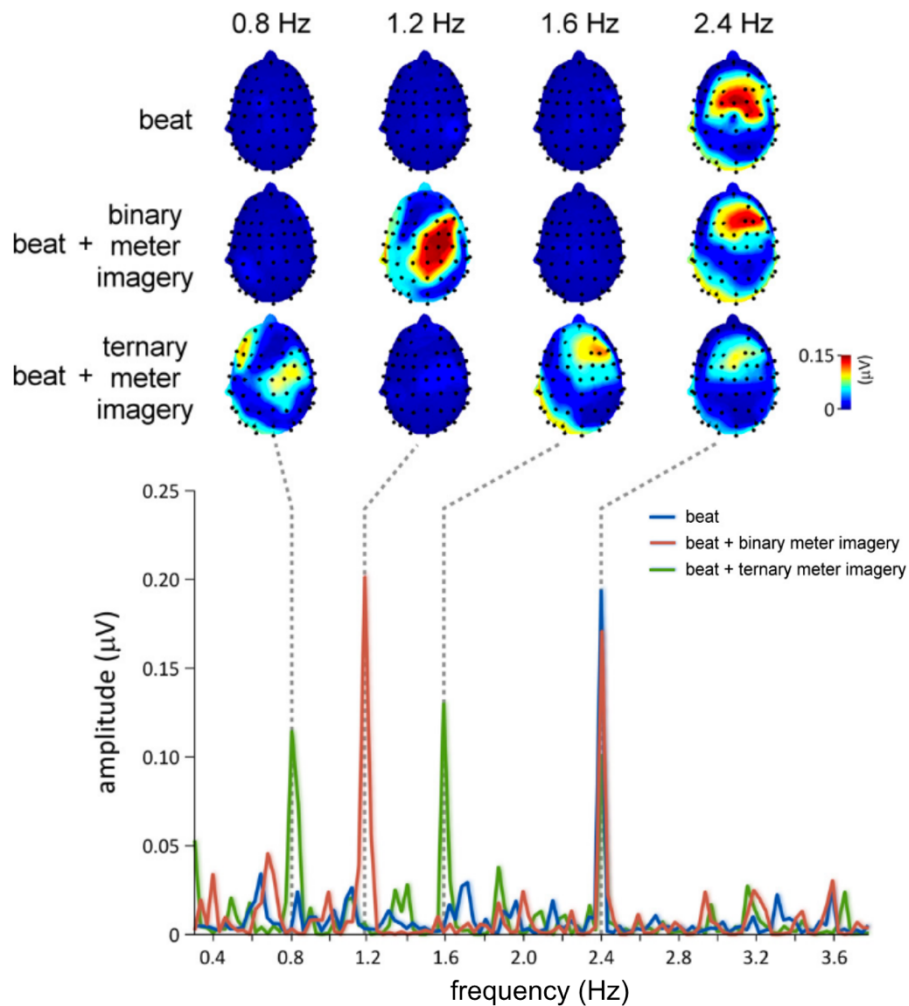 0.8 Hz 1.2 Hz 1.6 Hz 2.4 Hz
beat
beat + binary
meter
imagery
beat + ternary
meter
imagery
0.15
0
(μV)
0.25
0.20
0.15
0.10
0.05
0
amplitude (μV)
beat
beat + binary meter imagery
beat + ternary meter imagery
0.4 0.8 1.2 1.6 2.0 2.4 2.8 3.2 3.6
frequency (Hz)